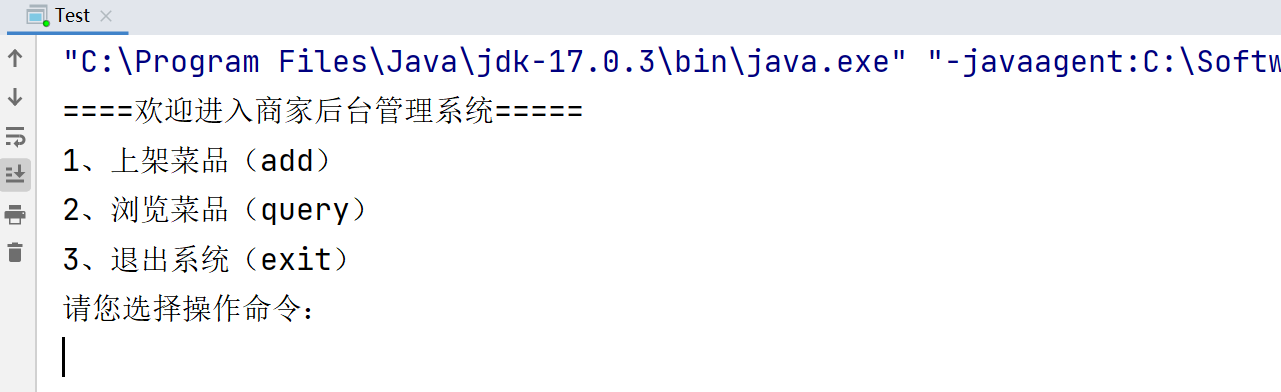 Test
"C:\Program Files\Java\jdk-17.0.3\bin\java.exe" "-javaagent:C:\Softw
====欢迎进入商家后台管理系统=====
1、上架菜品（add）
2、浏览菜品（query）
3、退出系统（exit）
请您选择操作命令：